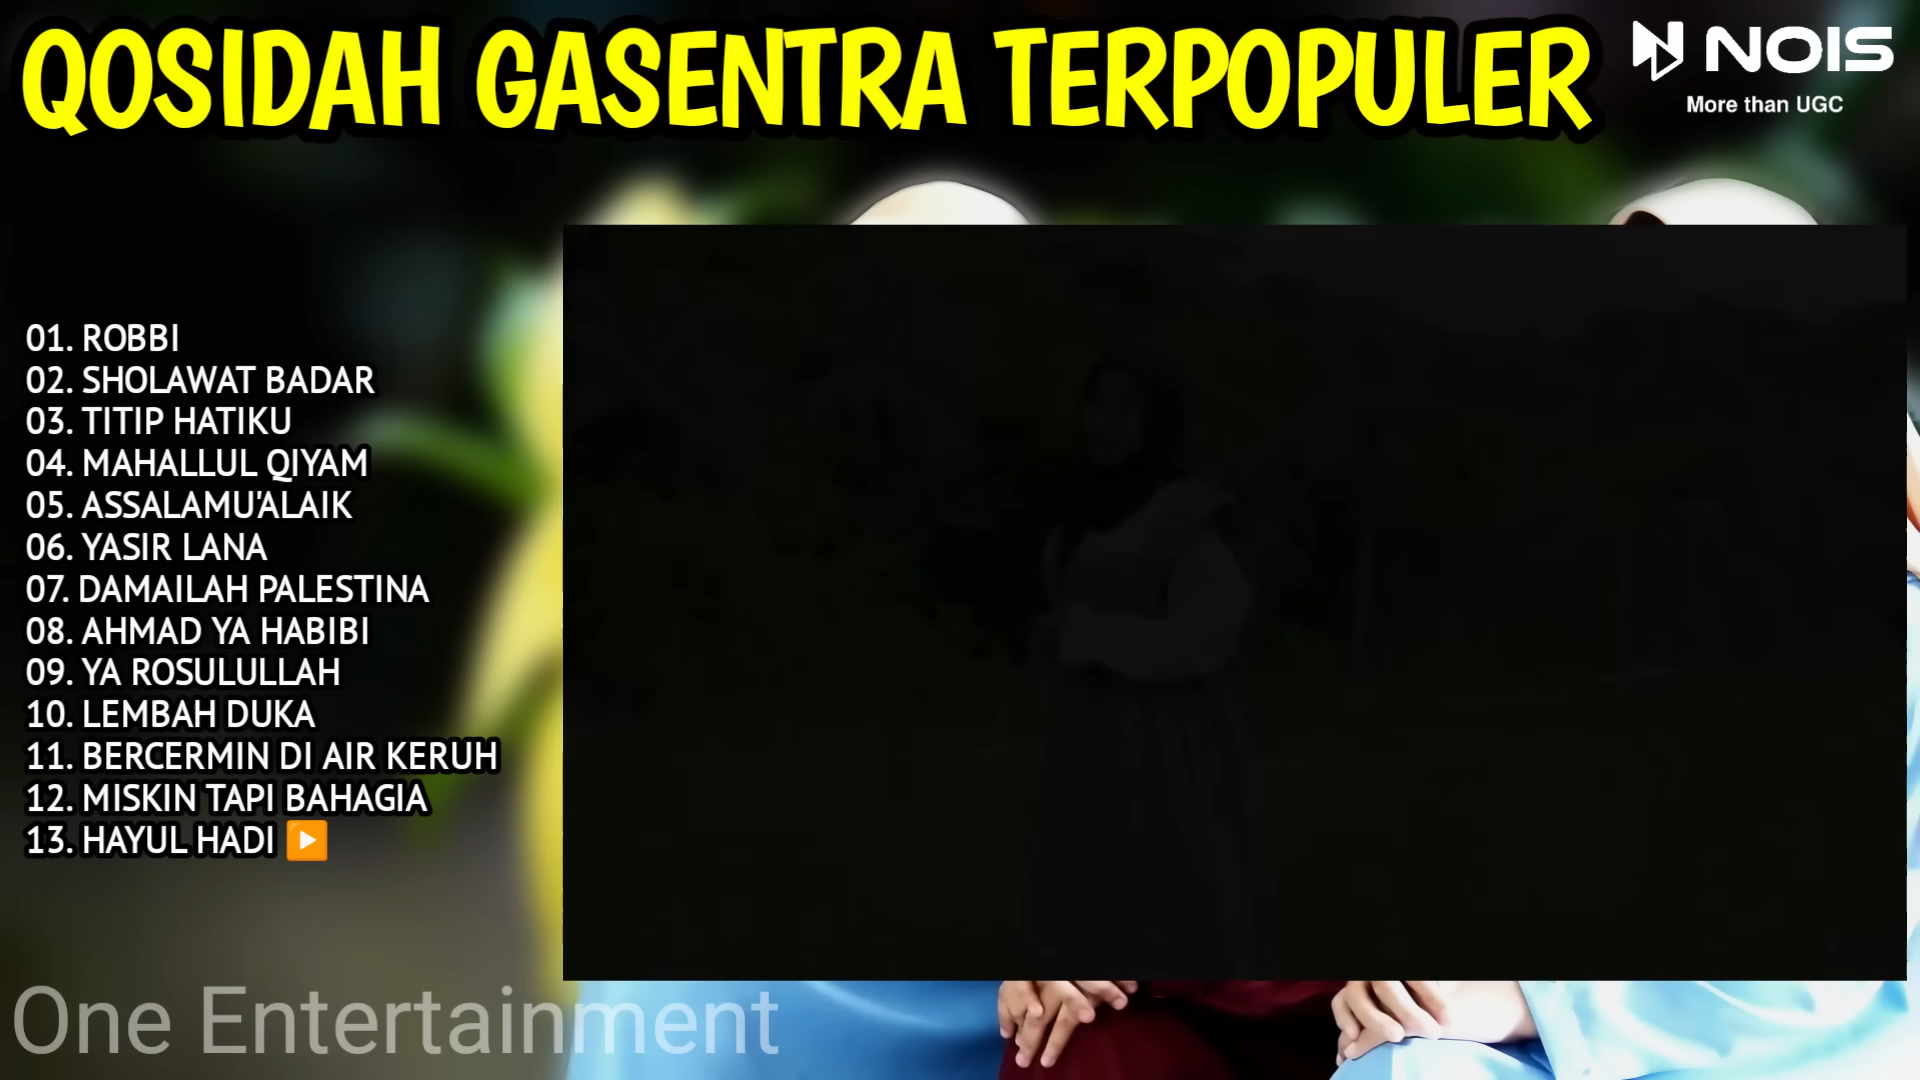 QOSIDAH GASENTRA TERPOPULER
NOIS
More than UGC
01. ROBBI
02. SHOLAWAT BADAR
03. TITIP HATIKU
04. MAHALLUL QIYAM
05. ASSALAMU'ALAIK
06. YASIR LANA
07. DAMAILAH PALESTINA
08. AHMAD YA HABIBI
09. YA ROSULULLAH
10. LEMBAH DUKA
11. BERCERMIN DI AIR KERUH
12. MISKIN TAPI BAHAGIA
13. HAYUL HADI ▶️
One Entertainment